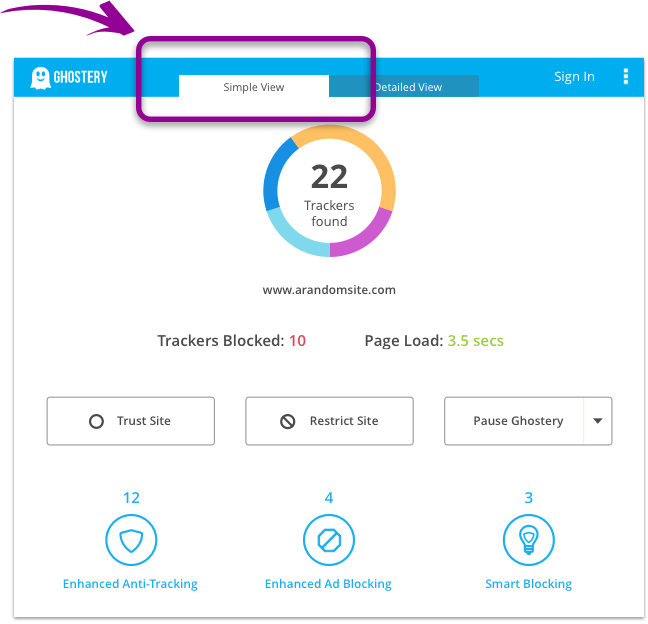 GHOSTERY
Simple View
Detailed View
Sign In
22
Trackers
found
www.arandomsite.com
Trackers Blocked: 10
Page Load: 3.5 secs
Trust Site
Restrict Site
Pause Ghostery
12
4
3
Enhanced Anti-Tracking
Enhanced Ad Blocking
Smart Blocking